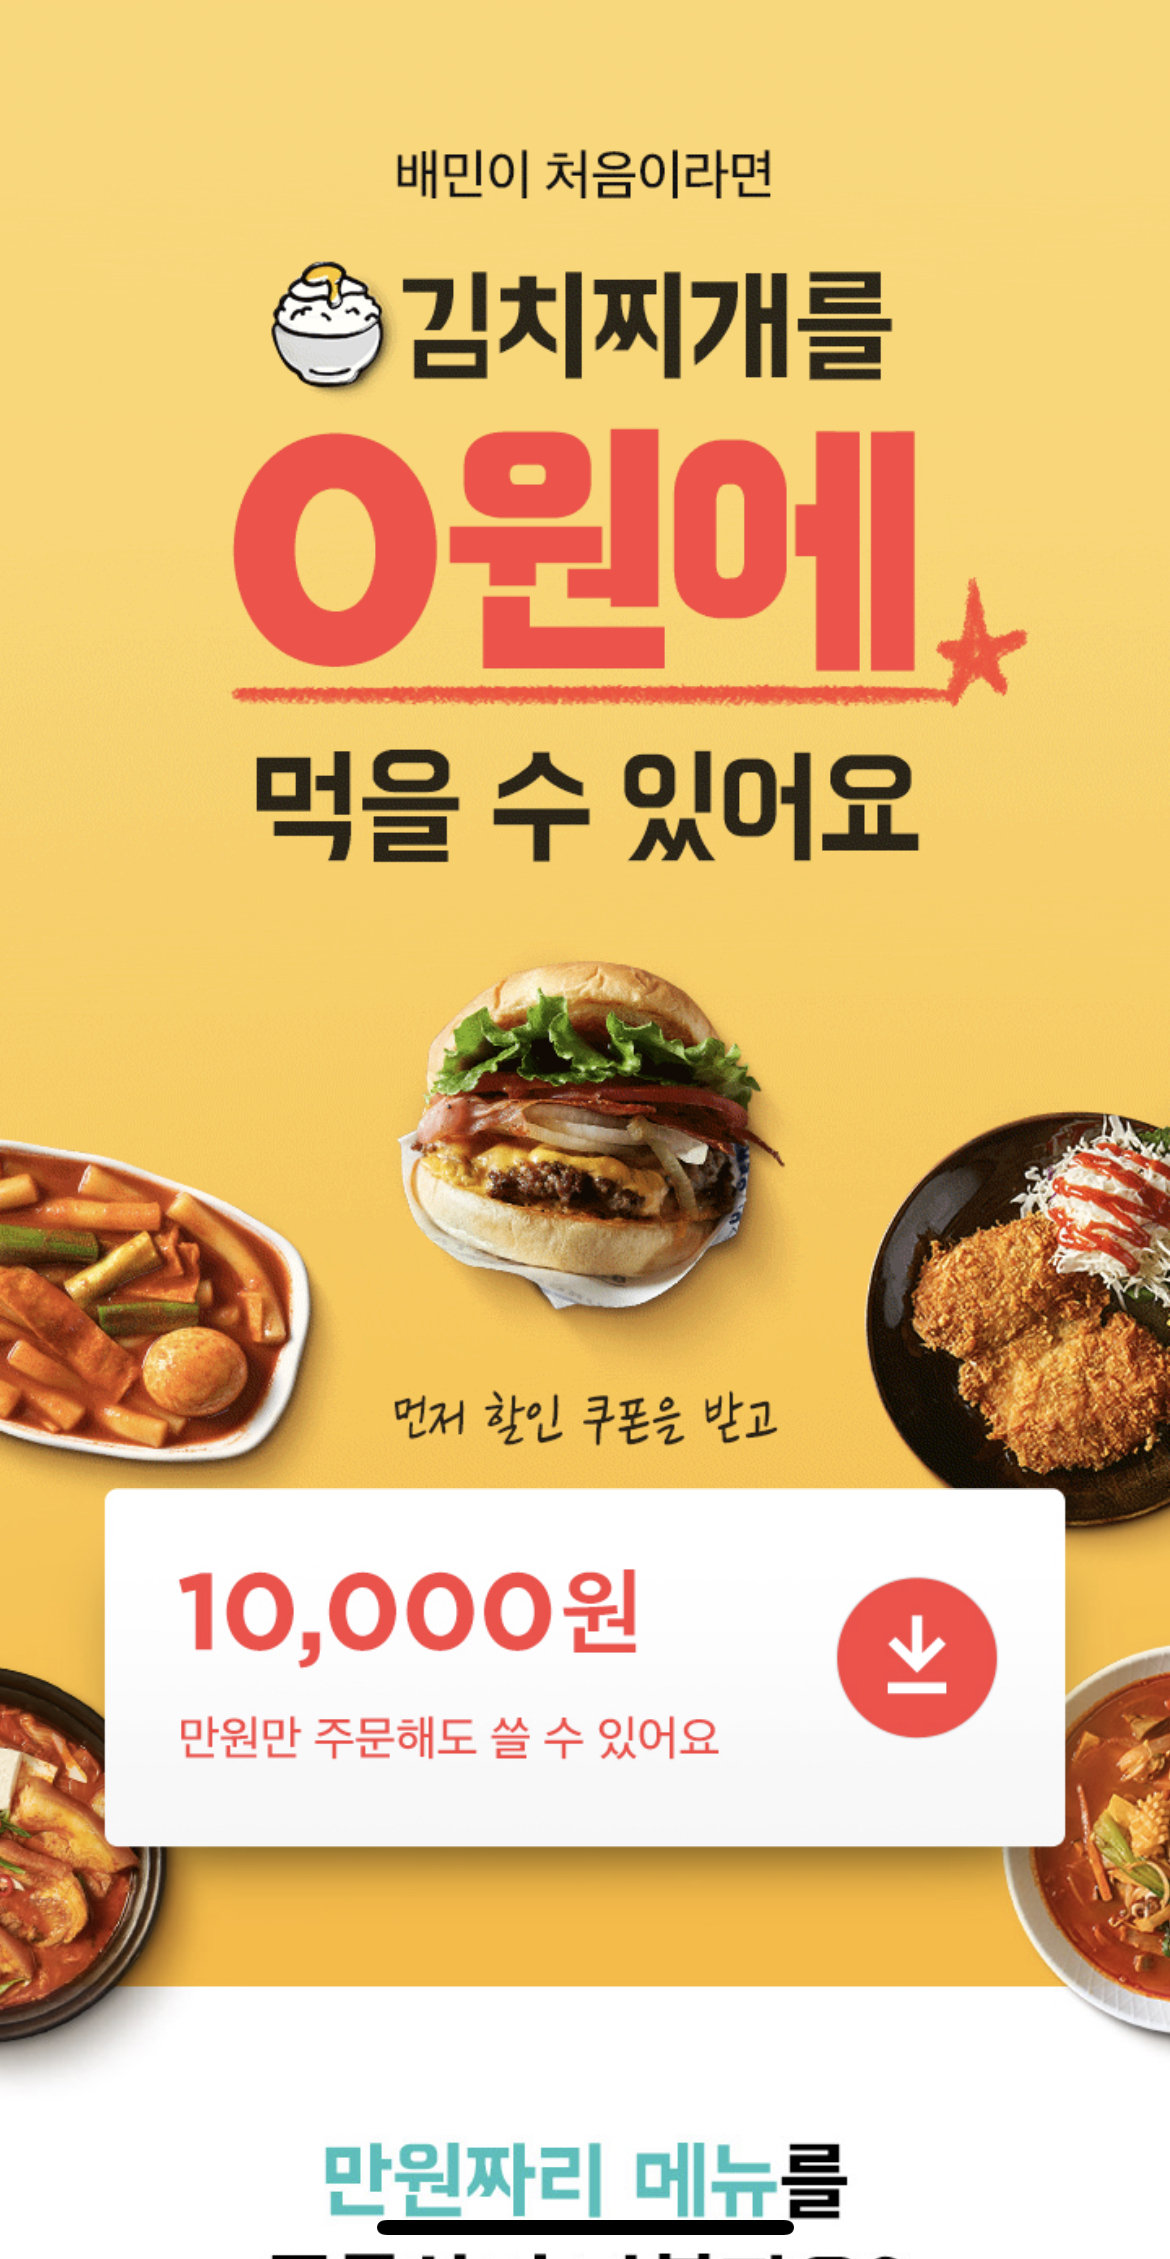 배민이 처음이라면
김치찌개를
0원에
먹을 수 있어요
먼저 할인 쿠폰을 받고
10,000원
만원만 주문해도 쓸 수 있어요
만원짜리 메뉴를